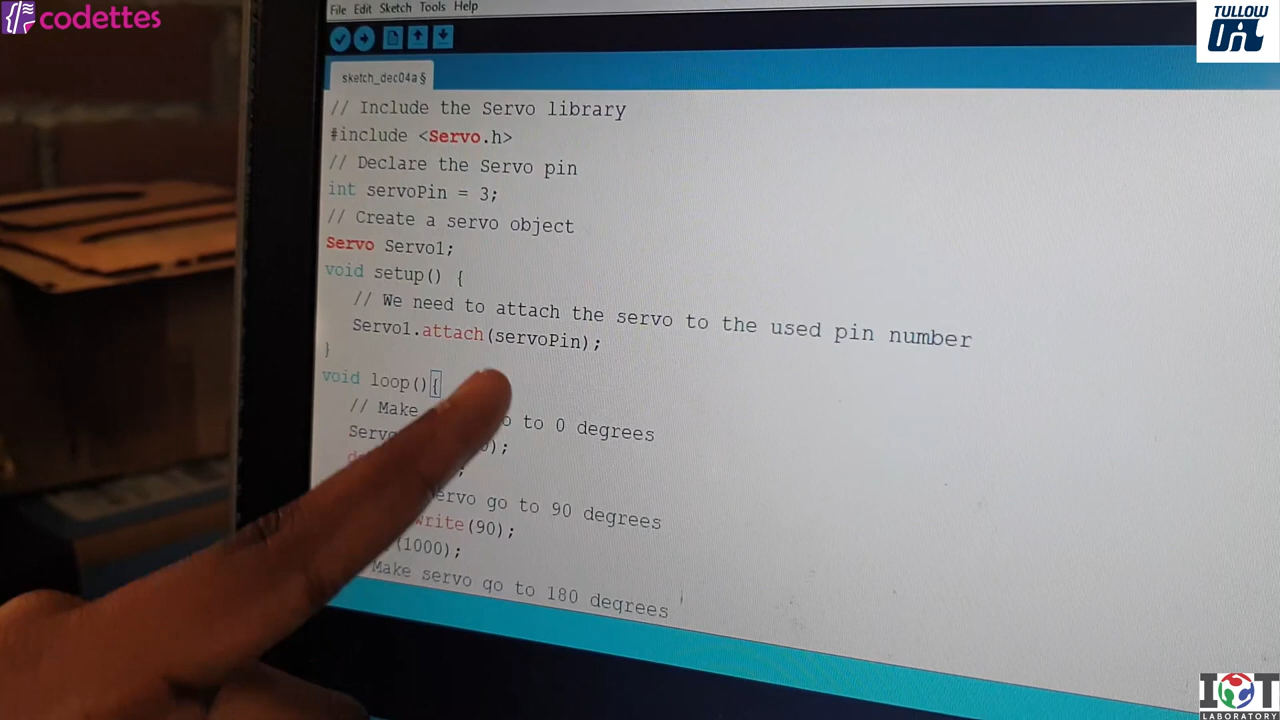 codettes
TULLOW
OIL
File Edit Sketch Tools Help
sketch_dec04a §
// Include the Servo library
#include <Servo.h>
// Declare the Servo pin
int servoPin = 3;
// Create a servo object
Servo Servo1;
void setup() {
// We need to attach the servo to the used pin number
Servo1.attach(servoPin);
}
void loop(){
// Make to 0 degrees
);
;
servo go to 90 degrees
write(90);
(1000);
Make servo go to 180 degrees
ICT
LABORATORY